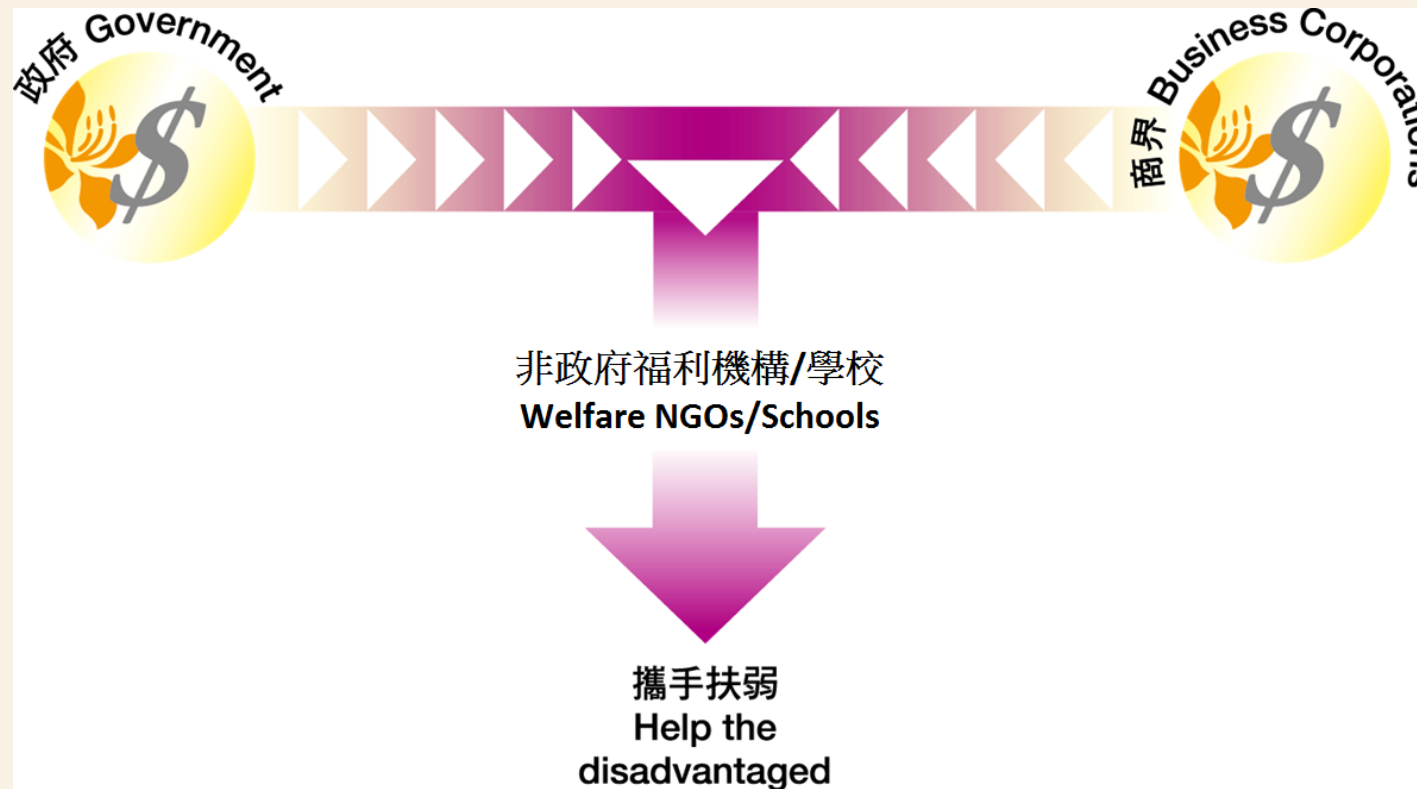 政府 Government
商界 Business Corporations
$
$
非政府福利機構/學校
Welfare NGOs/Schools
攜手扶弱
Help the
disadvantaged